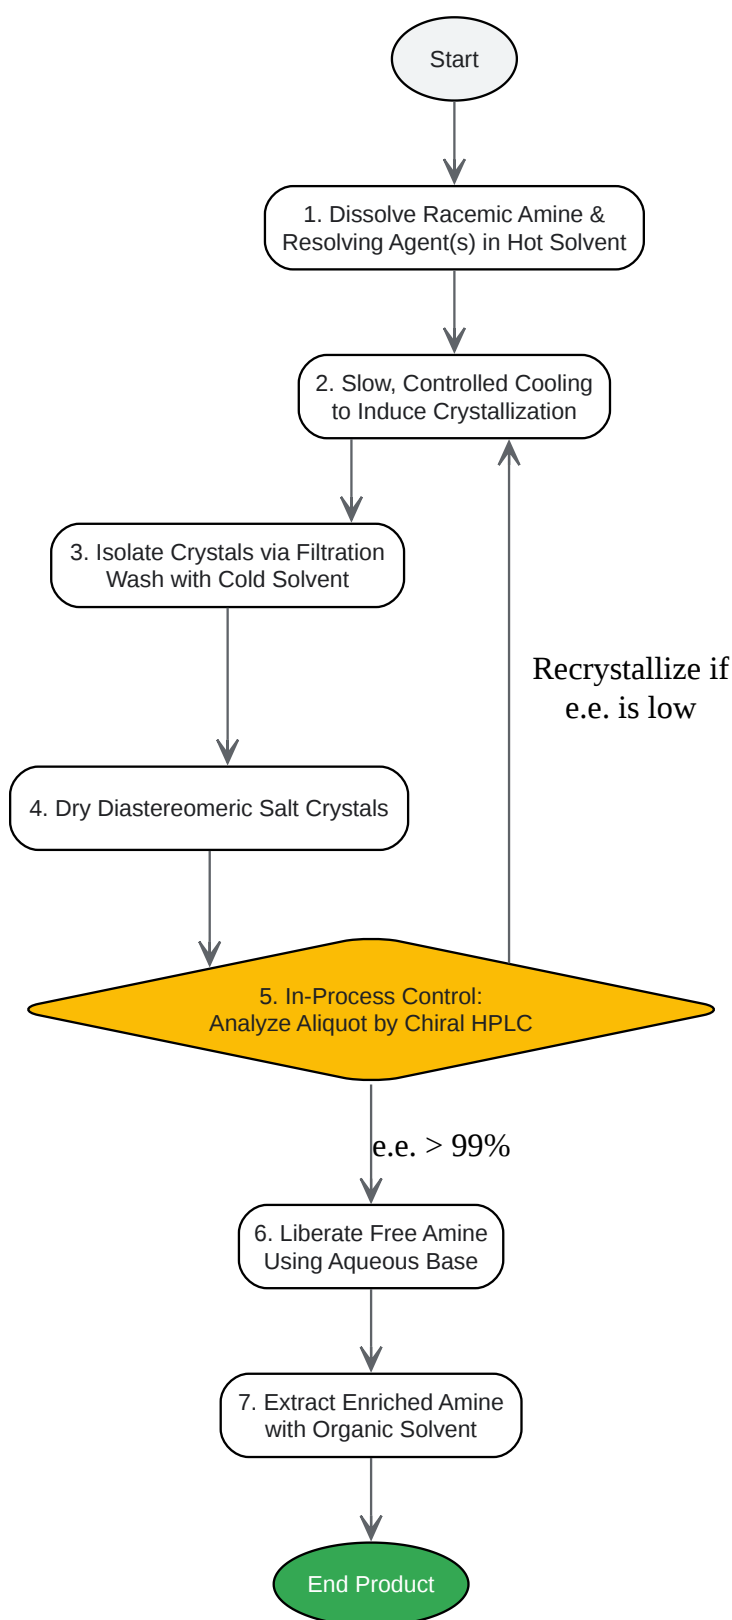 Start
1. Dissolve Racemic Amine &
Resolving Agent(s) in Hot Solvent
2. Slow, Controlled Cooling
to Induce Crystallization
3. Isolate Crystals via Filtration
Wash with Cold Solvent
Recrystallize if
e.e. is low
4. Dry Diastereomeric Salt Crystals
5. In-Process Control:
Analyze Aliquot by Chiral HPLC
e.e. > 99%
6. Liberate Free Amine
Using Aqueous Base
7. Extract Enriched Amine
with Organic Solvent
End Product